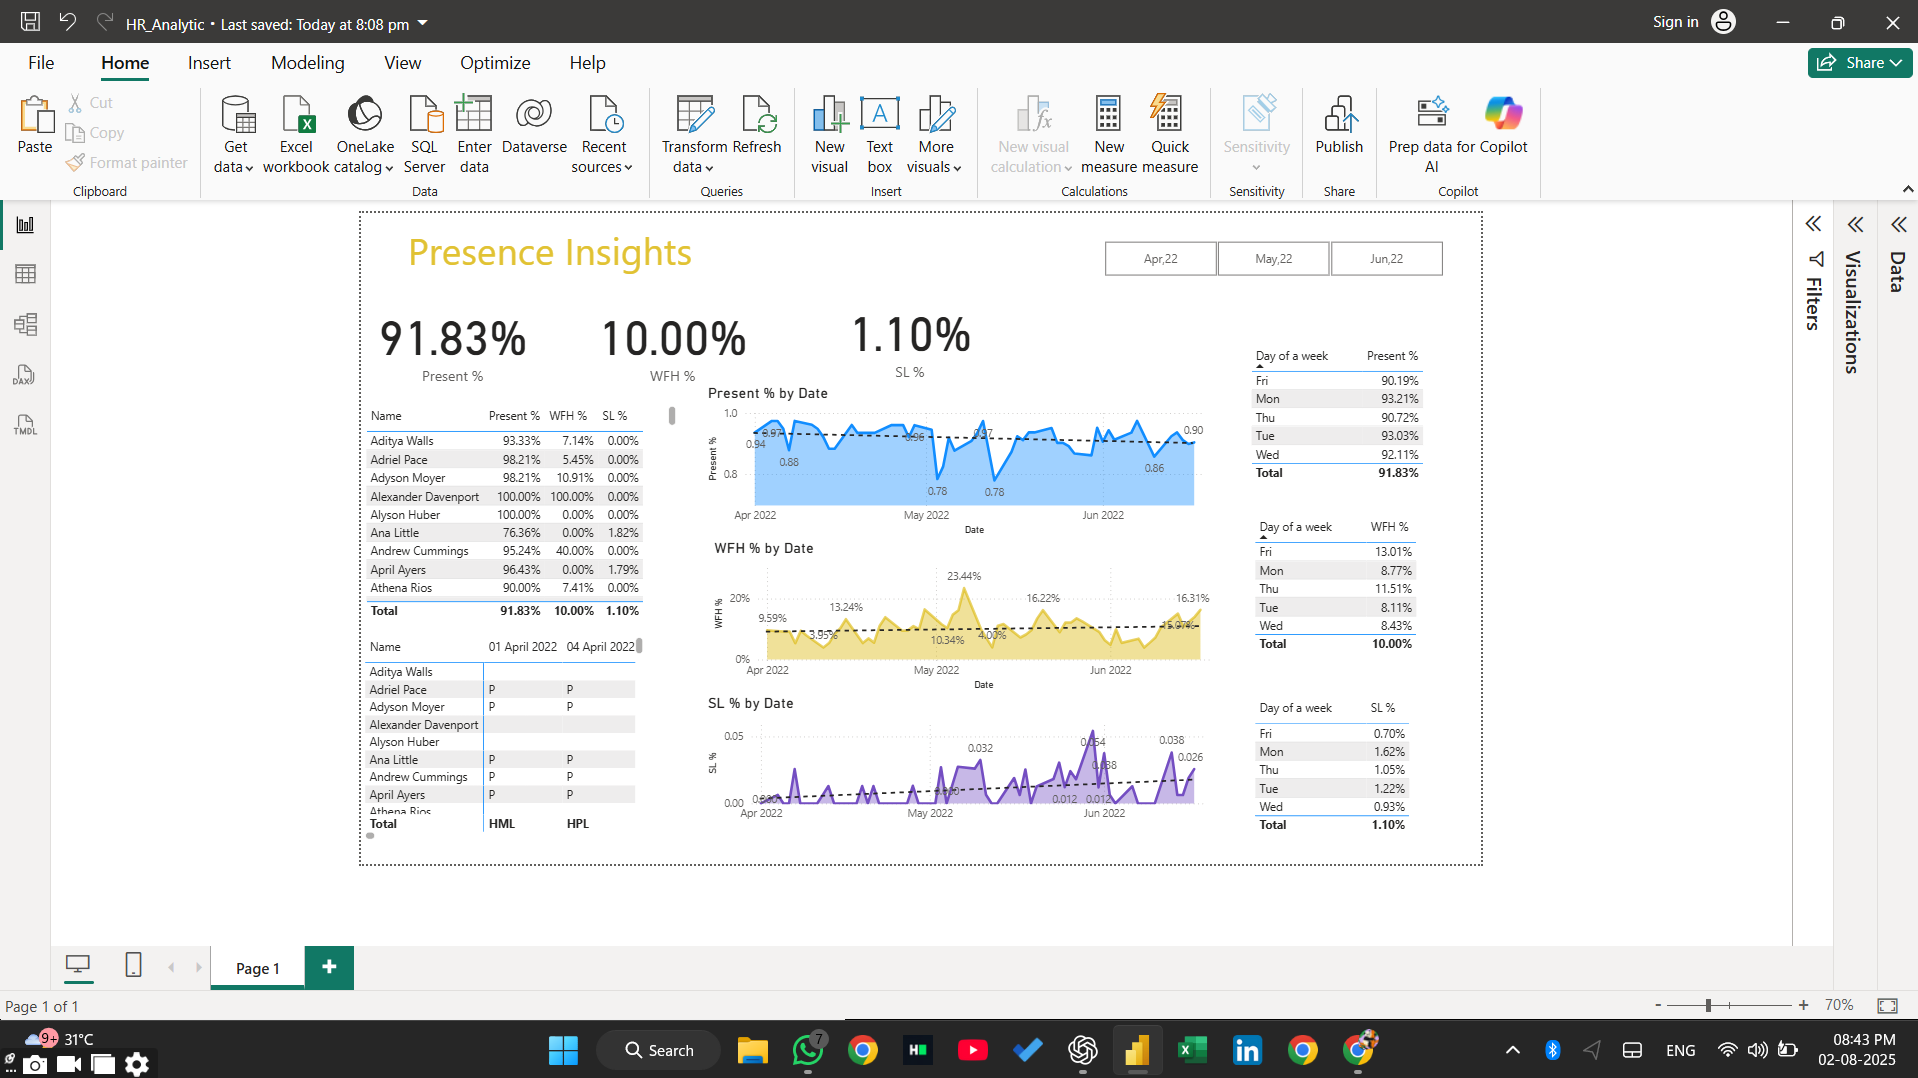 HR_Analytic • Last saved: Today at 8:08 pm
Sign in
File Home Insert Modeling View Optimize Help
Share
Paste
Cut
Copy
Format painter
Clipboard
Get data
Excel workbook
OneLake catalog
SQL Server
Enter data
Dataverse
Recent sources
Data
Transform data
Refresh
Queries
New visual
Text box
More visuals
Insert
New visual calculation
New measure
Quick measure
Calculations
Sensitivity
Sensitivity
Publish
Share
Prep data for AI
Copilot
Copilot
Presence Insights
Apr,22 May,22 Jun,22
91.83%
Present %
10.00%
WFH %
1.10%
SL %
Name Present % WFH % SL %
Aditya Walls 93.33% 7.14% 0.00%
Adriel Pace 98.21% 5.45% 0.00%
Adyson Moyer 98.21% 10.91% 0.00%
Alexander Davenport 100.00% 100.00% 0.00%
Alyson Huber 100.00% 0.00% 0.00%
Ana Little 76.36% 0.00% 1.82%
Andrew Cummings 95.24% 40.00% 0.00%
April Ayers 96.43% 0.00% 1.79%
Athena Rios 90.00% 7.41% 0.00%
Total 91.83% 10.00% 1.10%
Name 01 April 2022 04 April 2022
Aditya Walls
Adriel Pace P P
Adyson Moyer P P
Alexander Davenport
Alyson Huber
Ana Little P P
Andrew Cummings P P
April Ayers P P
Athena Rios
Total HML HPL
Present % by Date
Present %
1.0
0.8
0.94
0.97
0.88
0.96
0.78
0.97
0.78
0.86
0.90
Apr 2022 May 2022 Jun 2022
Date
WFH % by Date
WFH %
20%
0%
9.59%
3.95%
13.24%
10.34%
23.44%
4.00%
16.22%
15.07%
16.31%
Apr 2022 May 2022 Jun 2022
Date
SL % by Date
SL %
0.05
0.00
0.000
0.000
0.032
0.012
0.054
0.038
0.012
0.038
0.026
Apr 2022 May 2022 Jun 2022
Day of a week Present %
Fri 90.19%
Mon 93.21%
Thu 90.72%
Tue 93.03%
Wed 92.11%
Total 91.83%
Day of a week WFH %
Fri 13.01%
Mon 8.77%
Thu 11.51%
Tue 8.11%
Wed 8.43%
Total 10.00%
Day of a week SL %
Fri 0.70%
Mon 1.62%
Thu 1.05%
Tue 1.22%
Wed 0.93%
Total 1.10%
Filters
Visualizations
Data
DAX
TMDL
Page 1
Page 1 of 1
- + 70%
9+ 31°C
Search
7
ENG
08:43 PM
02-08-2025